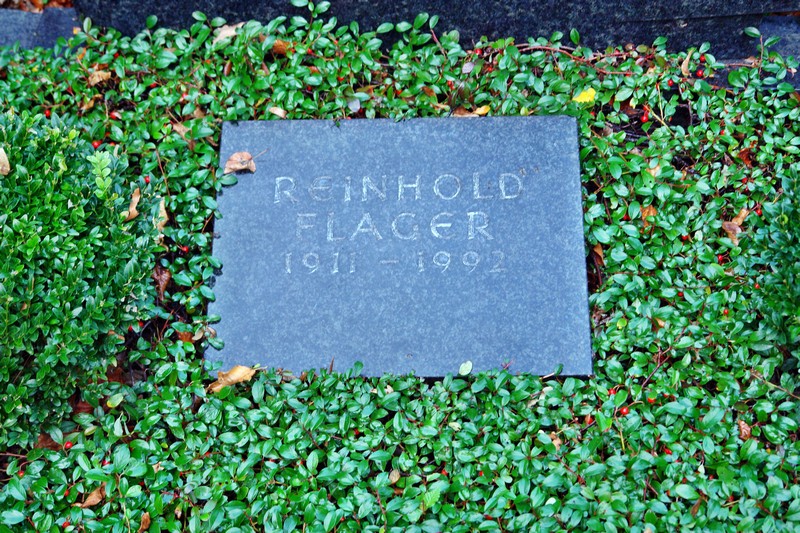 REINHOLD
FLAGER
1911 - 1992